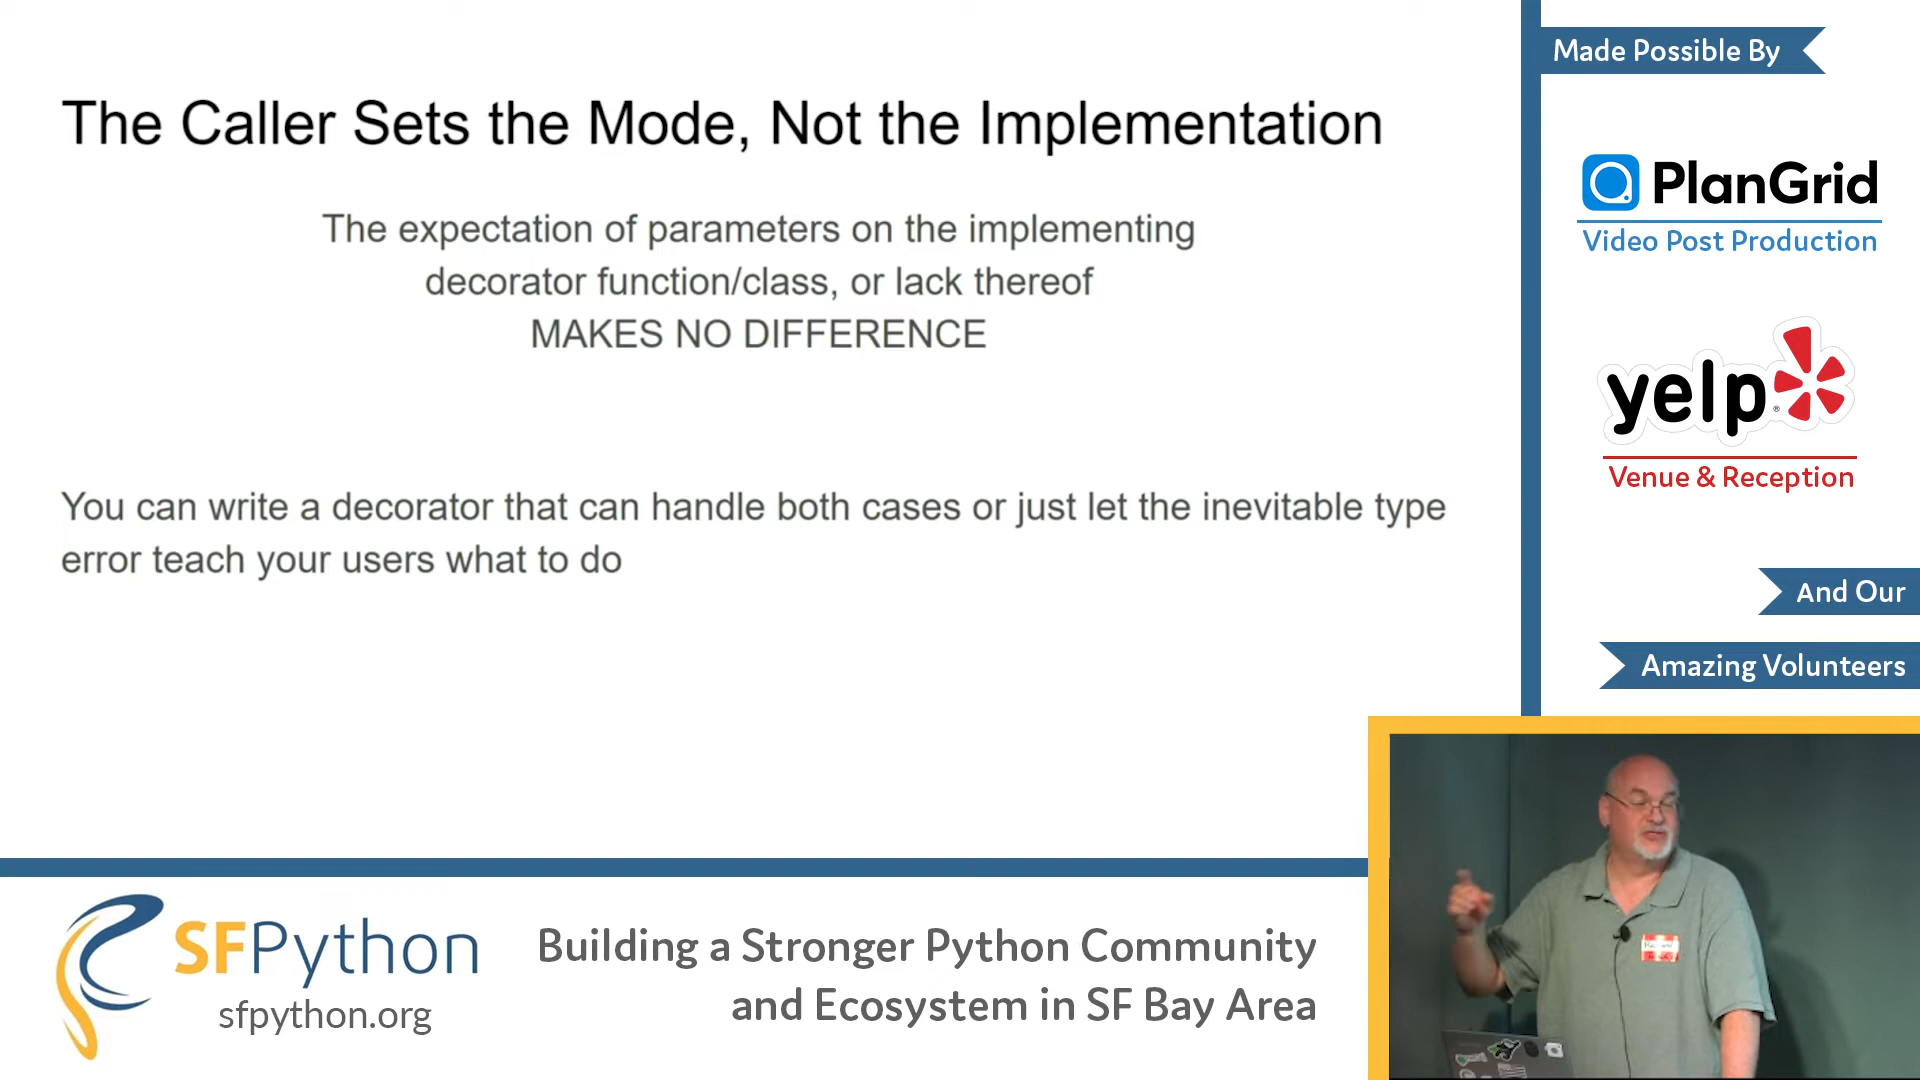 The Caller Sets the Mode, Not the Implementation
The expectation of parameters on the implementing
decorator function/class, or lack thereof
MAKES NO DIFFERENCE
You can write a decorator that can handle both cases or just let the inevitable type
error teach your users what to do
Made Possible By
PlanGrid
Video Post Production
yelp
Venue & Reception
And Our
Amazing Volunteers
SFPython
sfpython.org
Building a Stronger Python Community
and Ecosystem in SF Bay Area